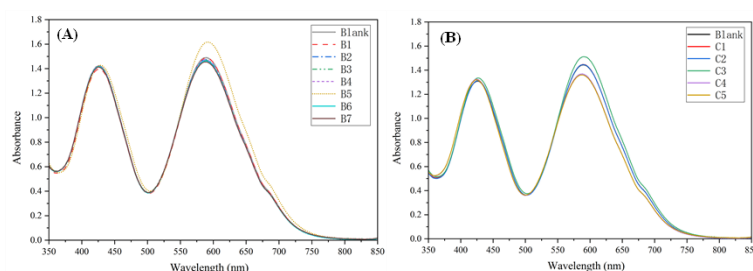 (A)
Blank
B1
B2
B3
B5
B6
B7
1.8
1.6
1.4
1.2
1.0
0.8
0.6
0.4
0.2
0.0
Absorbance
350 400 450 500 550 600 650 700 750 800 850
Wavelength (nm)
(B)
Blank
C1
C2
C3
C4
C5
1.8
1.6
1.4
1.2
1.0
0.8
0.6
0.4
0.2
0.0
Absorbance
350 400 450 500 550 600 650 700 750 800 85
Wavelength (nm)